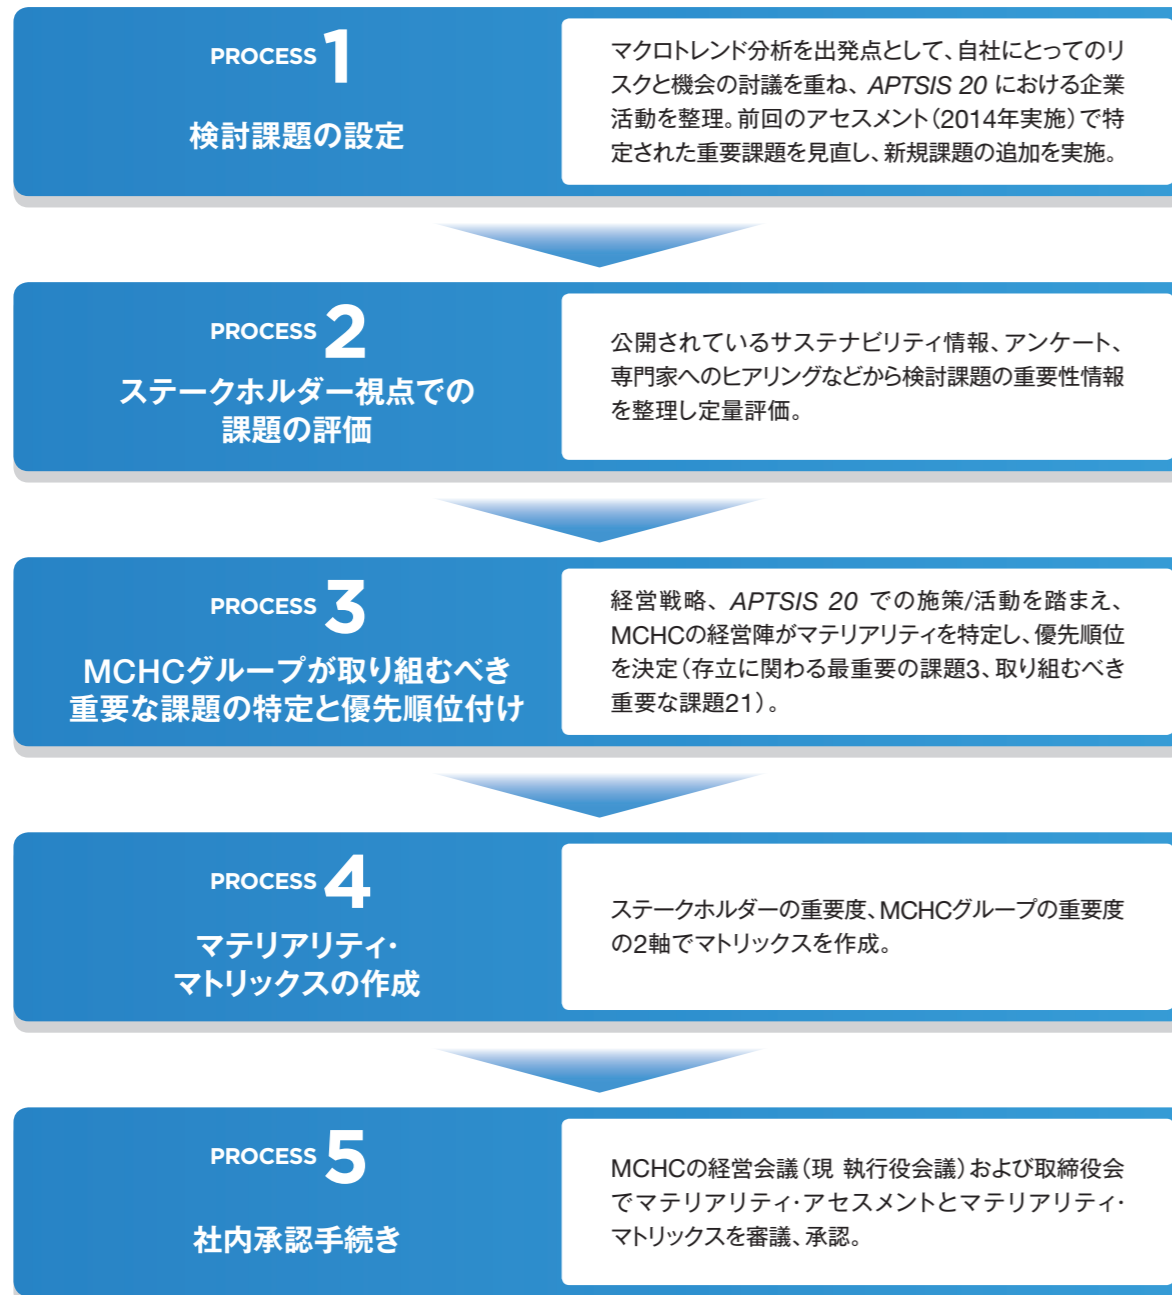 PROCESS 1
検討課題の設定
マクロトレンド分析を出発点として、自社にとってのリ
スクと機会の討議を重ね、APTSIS 20 における企業
活動を整理。前回のアセスメント（2014年実施）で特
定された重要課題を見直し、新規課題の追加を実施。
PROCESS 2
ステークホルダー視点での
課題の評価
公開されているサステナビリティ情報、アンケート、
専門家へのヒアリングなどから検討課題の重要性情報
を整理し定量評価。
PROCESS 3
MCHCグループが取り組むべき
重要な課題の特定と優先順位付け
経営戦略、APTSIS 20 での施策/活動を踏まえ、
MCHCの経営陣がマテリアリティを特定し、優先順位
を決定（存立に関わる最重要の課題3、取り組むべき
重要な課題21）。
PROCESS 4
マテリアリティ・
マトリックスの作成
ステークホルダーの重要度、MCHCグループの重要度
の2軸でマトリックスを作成。
PROCESS 5
社内承認手続き
MCHCの経営会議（現 執行役会議）および取締役会
でマテリアリティ・アセスメントとマテリアリティ・
マトリックスを審議、承認。